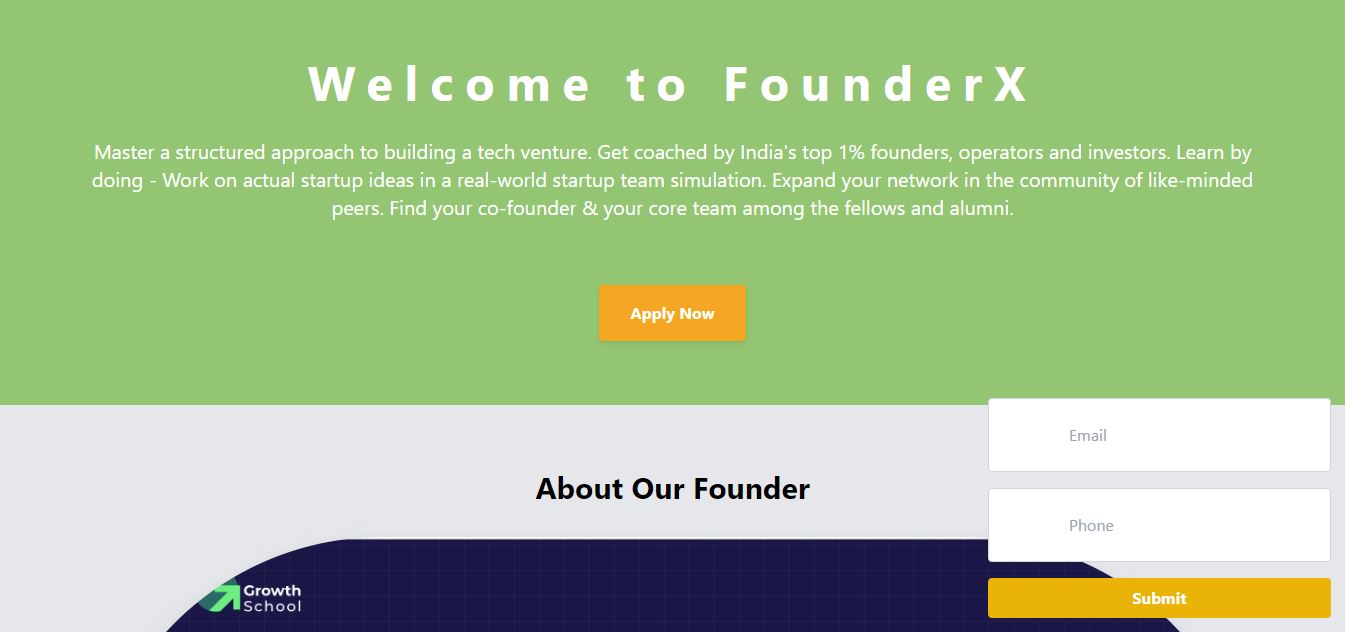 Welcome to FounderX
Master a structured approach to building a tech venture. Get coached by India's top 1% founders, operators and investors. Learn by
doing - Work on actual startup ideas in a real-world startup team simulation. Expand your network in the community of like-minded
peers. Find your co-founder & your core team among the fellows and alumni.
Apply Now
Email
About Our Founder
Phone
Growth
School
Submit